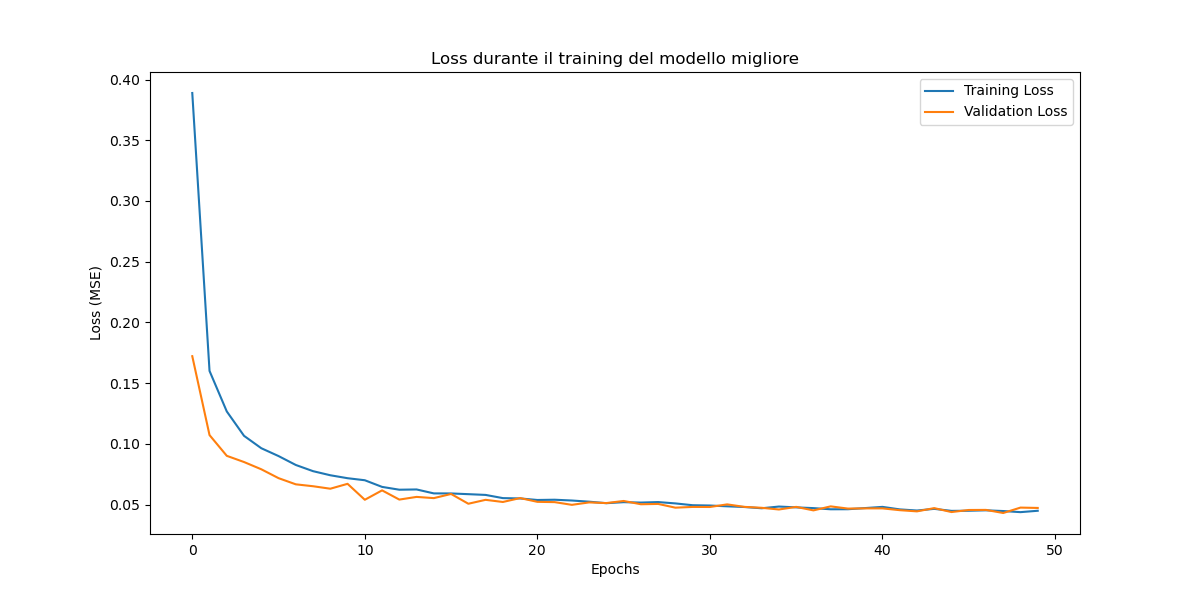 Loss durante il training del modello migliore
Training Loss
Validation Loss
Loss (MSE)
0.40
0.35
0.30
0.25
0.20
0.15
0.10
0.05
0 10 20 30 40 50
Epochs